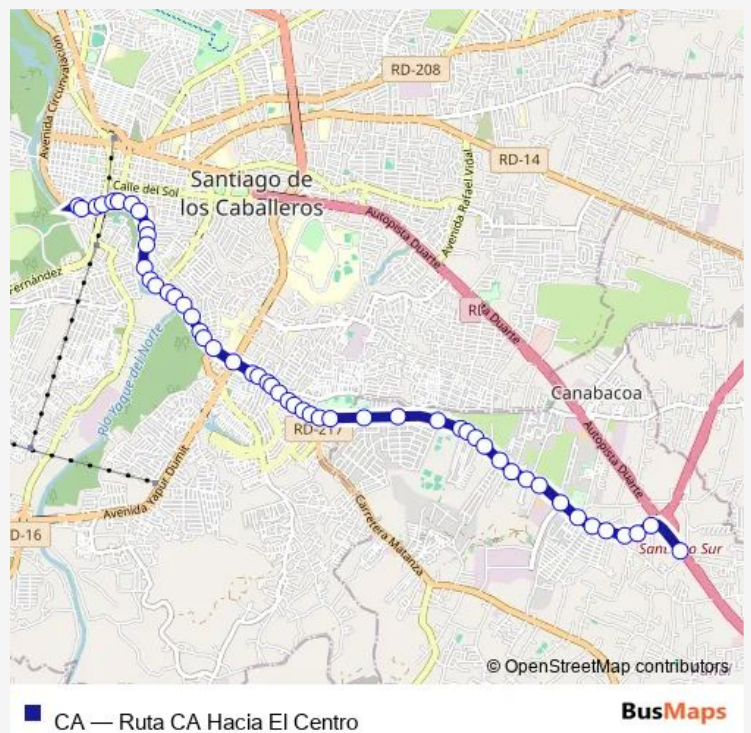 Avenida Circunvalación
RD-208
RD-14
Calle del Sol
Santiago de
los Caballeros
Avenida Rafael Vidal
Autopista Duarte
Fernández
Río Yaque del Norte
Canabacoa
RD-217
Autopista Duarte
Avenida Yapur Dumit
Carretera Matanza
D-16
Sur
© OpenStreetMap contributors
CA — Ruta CA Hacia El Centro
BusMaps